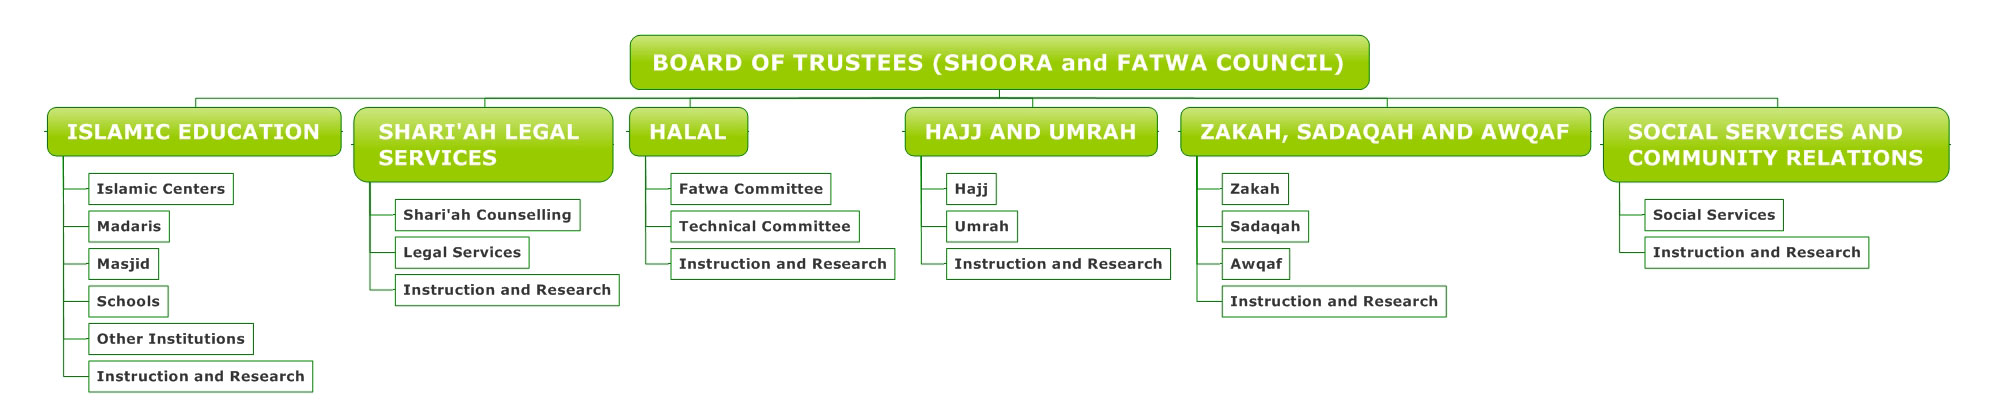 BOARD OF TRUSTEES (SHOORA and FATWA COUNCIL)
ISLAMIC EDUCATION
Islamic Centers
Madaris
Masjid
Schools
Other Institutions
Instruction and Research
SHARI'AH LEGAL
SERVICES
Shari'ah Counselling
Legal Services
Instruction and Research
HALAL
Fatwa Committee
Technical Committee
Instruction and Research
HAJJ AND UMRAH
Hajj
Umrah
Instruction and Research
ZAKAH, SADAQAH AND AWQAF
Zakah
Sadaqah
Awqaf
Instruction and Research
SOCIAL SERVICES AND
COMMUNITY RELATIONS
Social Services
Instruction and Research